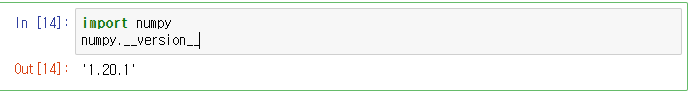 In [14]: import numpy
numpy.__version__
Out[14]: '1.20.1'